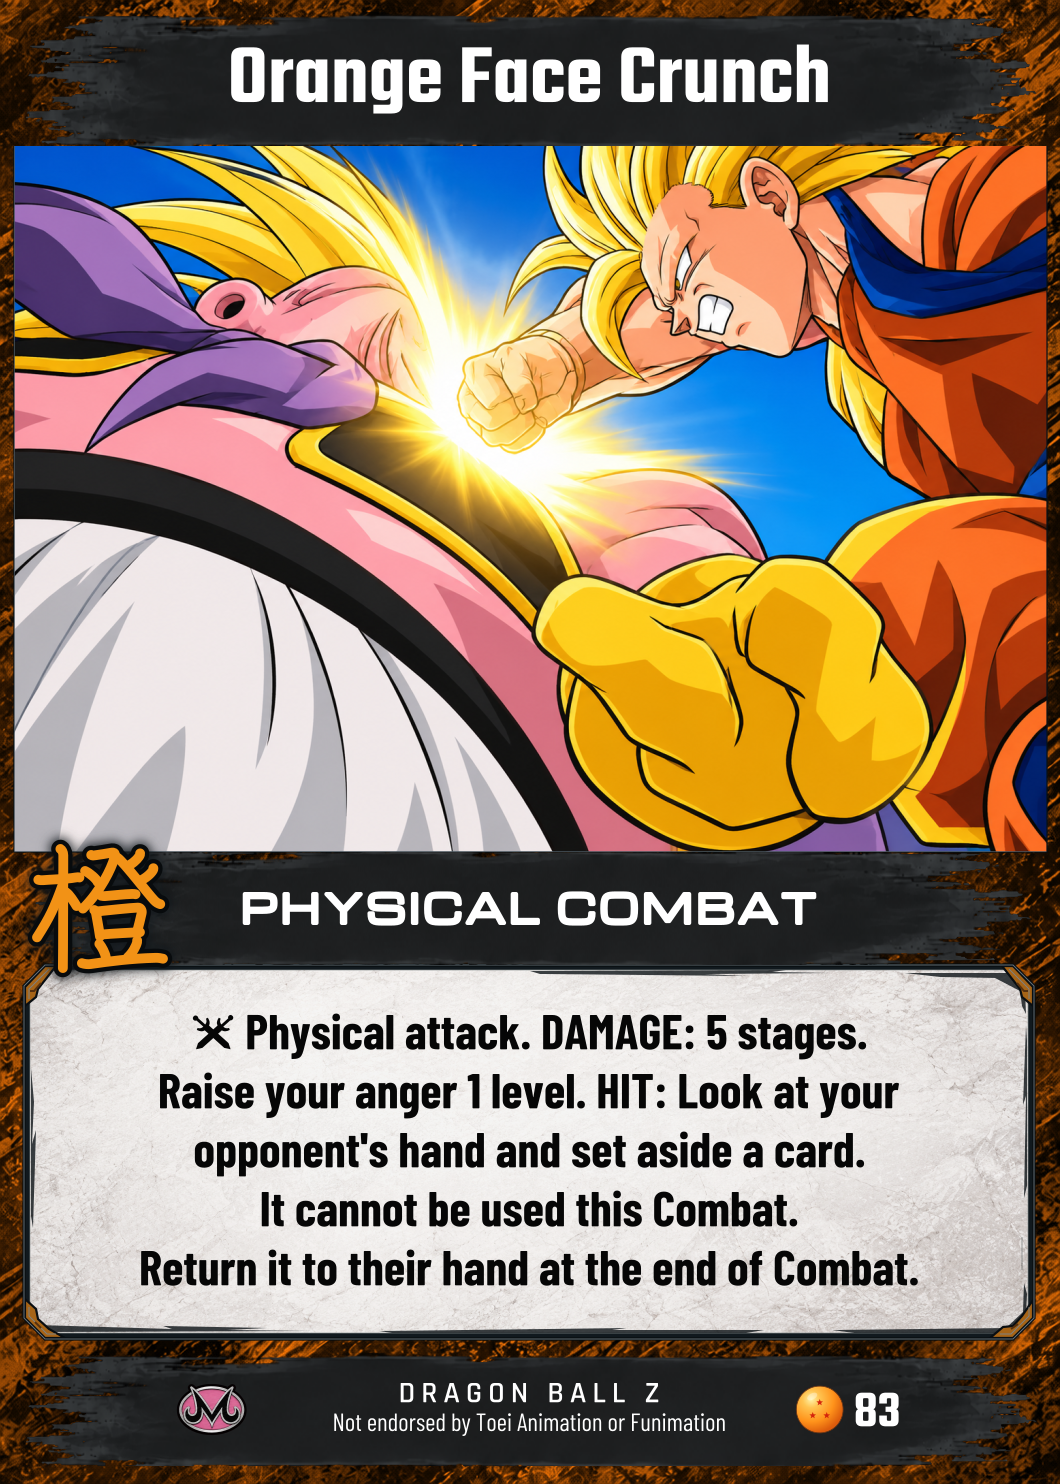 Orange Face Crunch
橙
PHYSICAL COMBAT
Physical attack. DAMAGE: 5 stages.
Raise your anger 1 level. HIT: Look at your
opponent's hand and set aside a card.
It cannot be used this Combat.
Return it to their hand at the end of Combat.
M
DRAGON BALL Z
Not endorsed by Toei Animation or Funimation
83